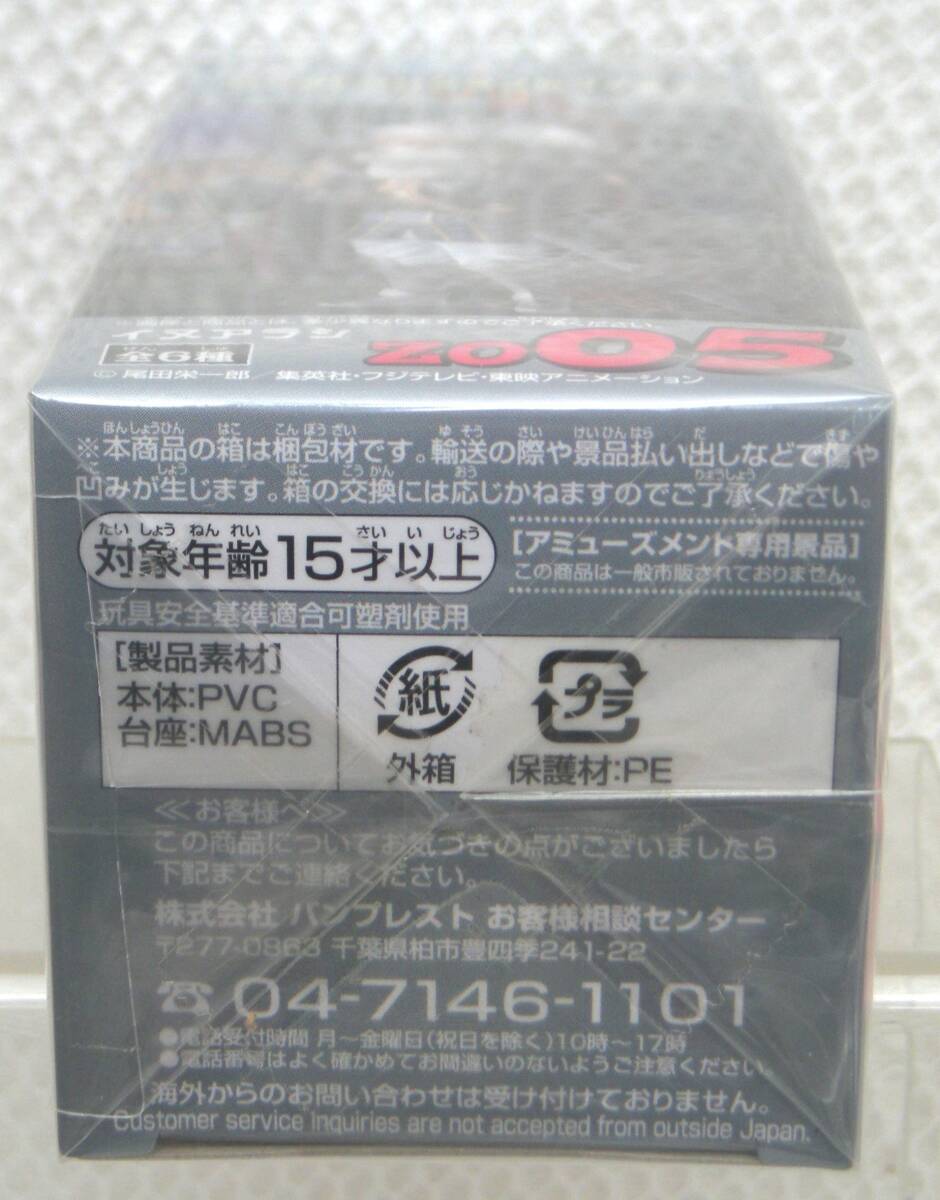 イヌアラシ
全6種
ZO05
© 尾田栄一郎／集英社・フジテレビ・東映アニメーション
※本商品の箱は梱包材です。輸送の際や景品払い出しなどで傷や
凹みが生じます。箱の交換には応じかねますのでご了承ください。
対象年齢15才以上
[アミューズメント専用景品]
この商品は一般市販されておりません。
玩具安全基準適合可塑剤使用
[製品素材]
本体:PVC
台座:MABS
紙
外箱
プラ
保護材:PE
≪お客様へ≫
この商品についてお気づきの点がございましたら
下記までご連絡ください。
株式会社 バンプレスト お客様相談センター
〒277-0863 千葉県柏市豊四季241-22
☎ 04-7146-1101
●電話受付時間 月～金曜日(祝日を除く)10時～17時
●電話番号はよく確かめてお間違いのないようご注意ください。
海外からのお問い合わせは受け付けておりません。
Customer service inquiries are not accepted from outside Japan.